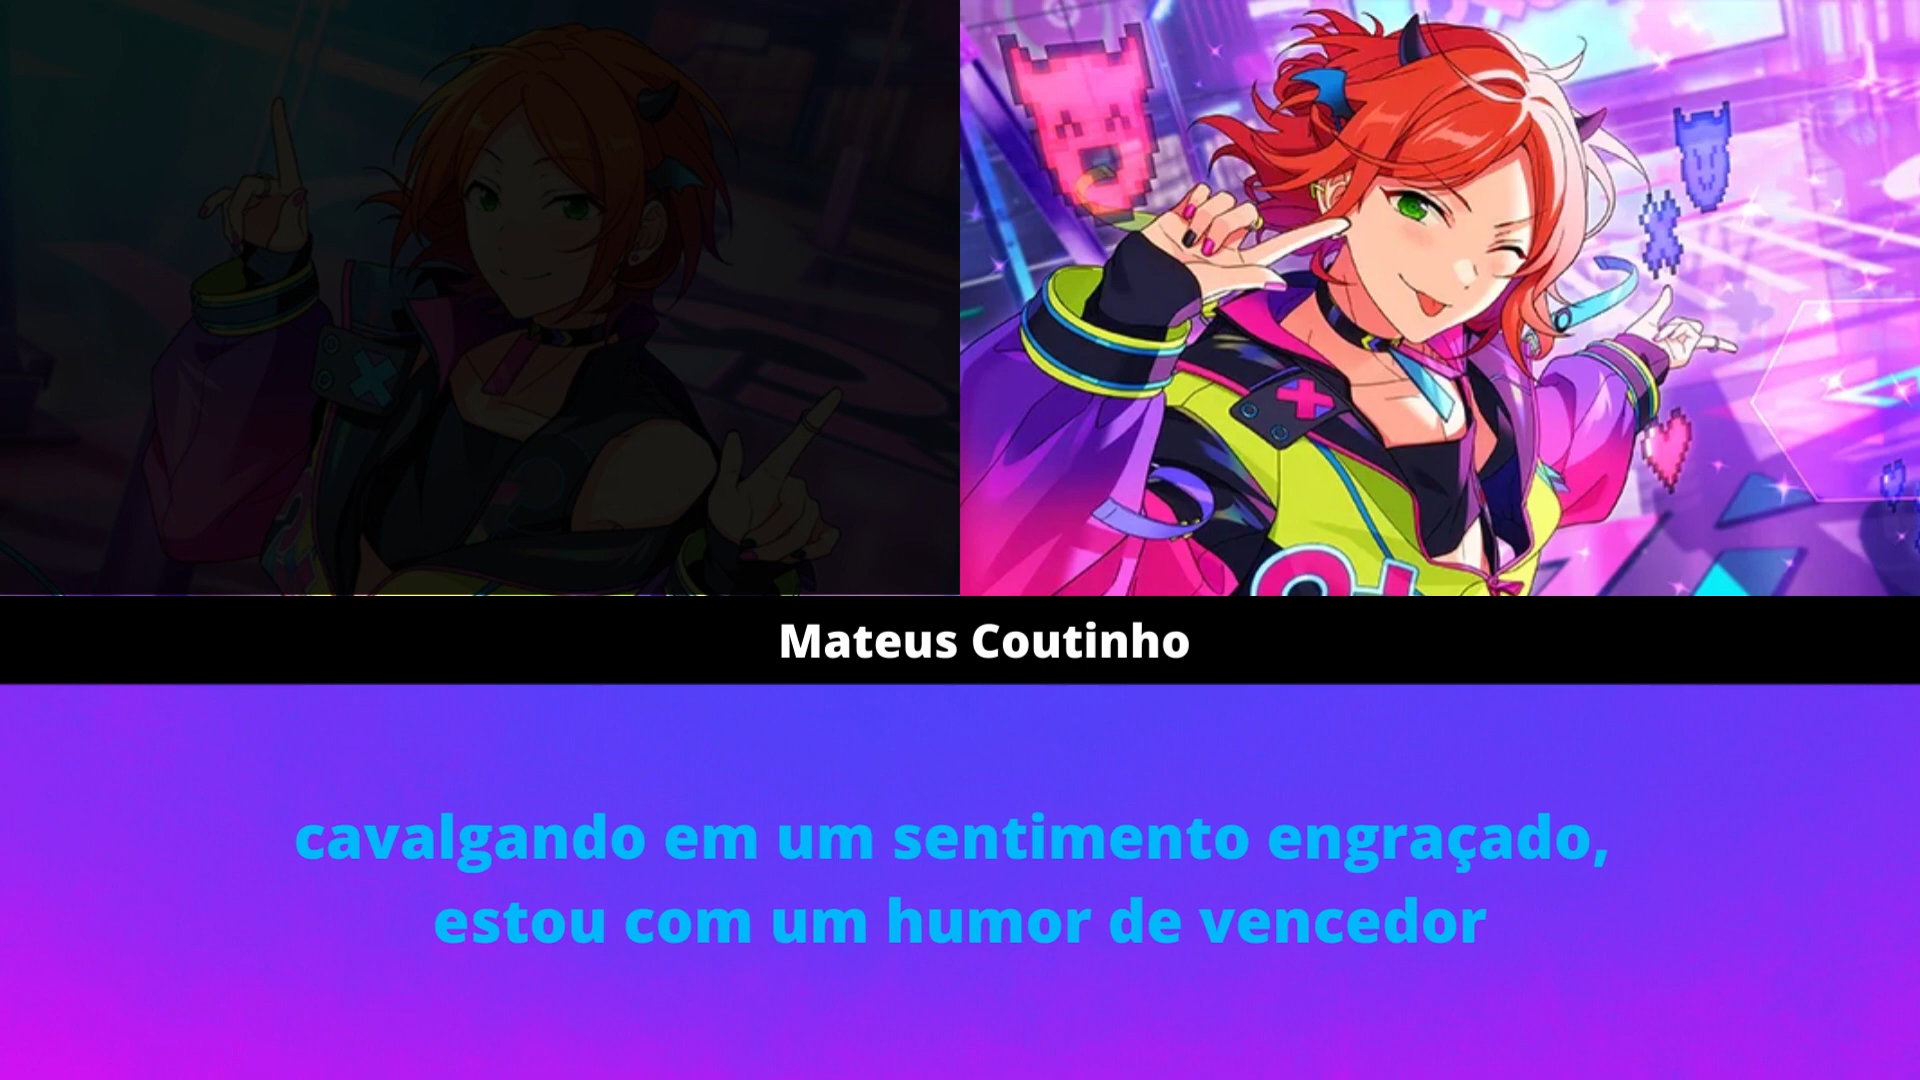 Mateus Coutinho
cavalgando em um sentimento engraçado,
estou com um humor de vencedor